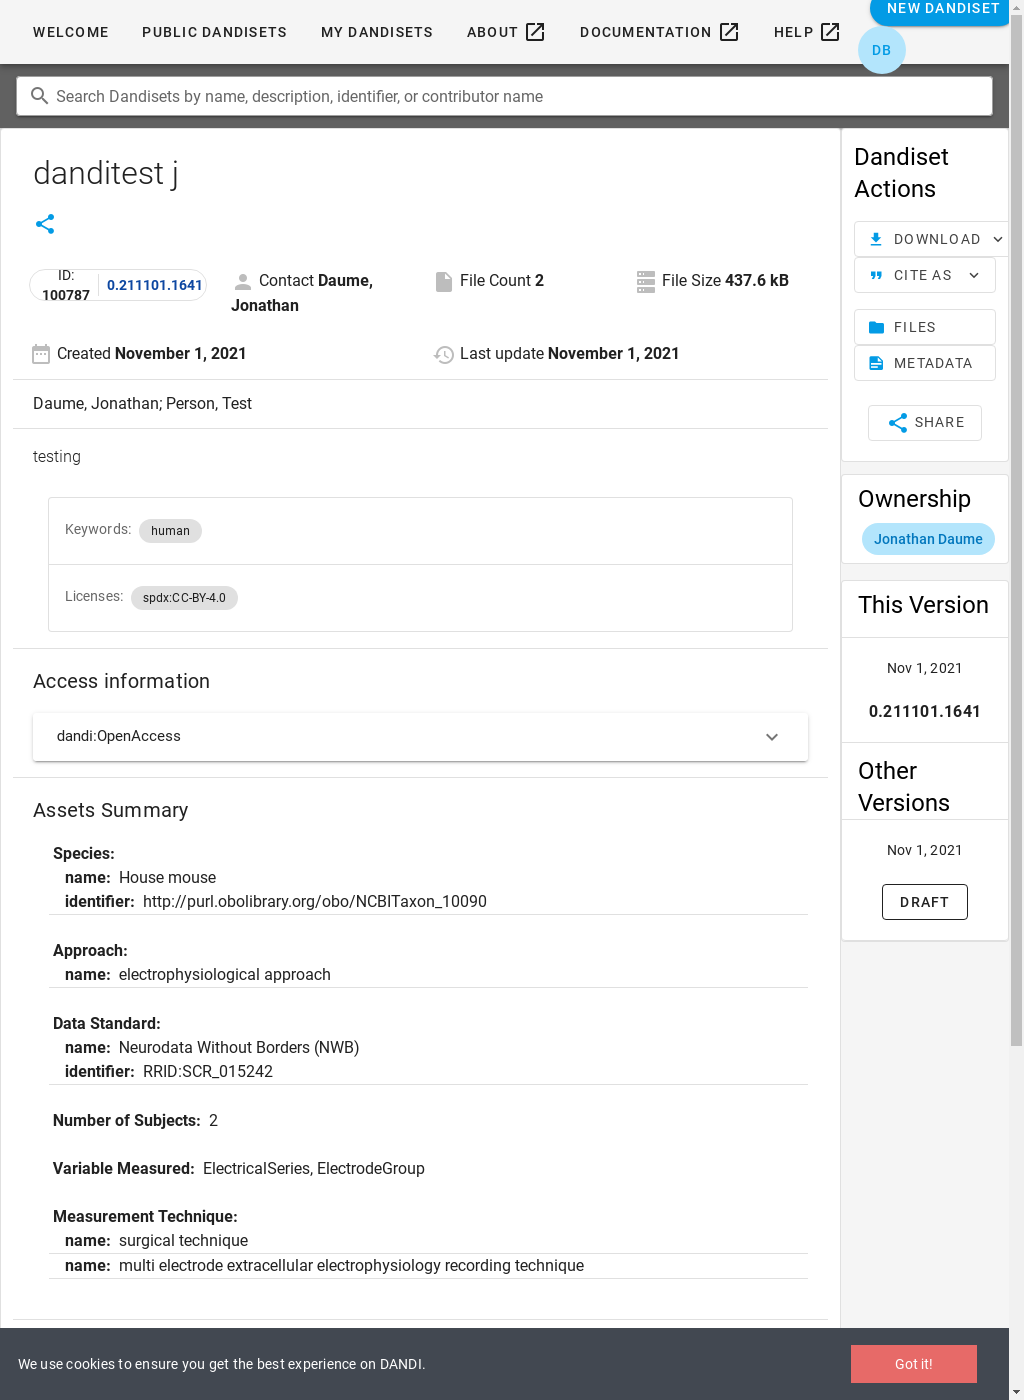 WELCOME
PUBLIC DANDISETS
MY DANDISETS
ABOUT
DOCUMENTATION
HELP
NEW DANDISET
DB
Search Dandisets by name, description, identifier, or contributor name
danditest j
ID:
100787
0.211101.1641
Contact Daume,
Jonathan
File Count 2
File Size 437.6 kB
Created November 1, 2021
Last update November 1, 2021
Daume, Jonathan; Person, Test
testing
Keywords: human
Licenses: spdx:CC-BY-4.0
Access information
dandi:OpenAccess
Assets Summary
Species:
name: House mouse
identifier: http://purl.obolibrary.org/obo/NCBITaxon_10090
Approach:
name: electrophysiological approach
Data Standard:
name: Neurodata Without Borders (NWB)
identifier: RRID:SCR_015242
Number of Subjects: 2
Variable Measured: ElectricalSeries, ElectrodeGroup
Measurement Technique:
name: surgical technique
name: multi electrode extracellular electrophysiology recording technique
Dandiset
Actions
DOWNLOAD
CITE AS
FILES
METADATA
SHARE
Ownership
Jonathan Daume
This Version
Nov 1, 2021
0.211101.1641
Other
Versions
Nov 1, 2021
DRAFT
We use cookies to ensure you get the best experience on DANDI.
Got it!